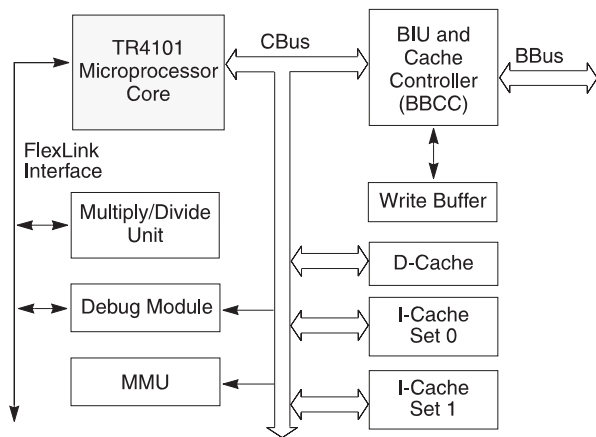 TR4101
Microprocessor
Core
CBus
BIU and
Cache
Controller
(BBCC)
BBus
FlexLink
Interface
Multiply/Divide
Unit
Write Buffer
D-Cache
Debug Module
I-Cache
Set 0
MMU
I-Cache
Set 1